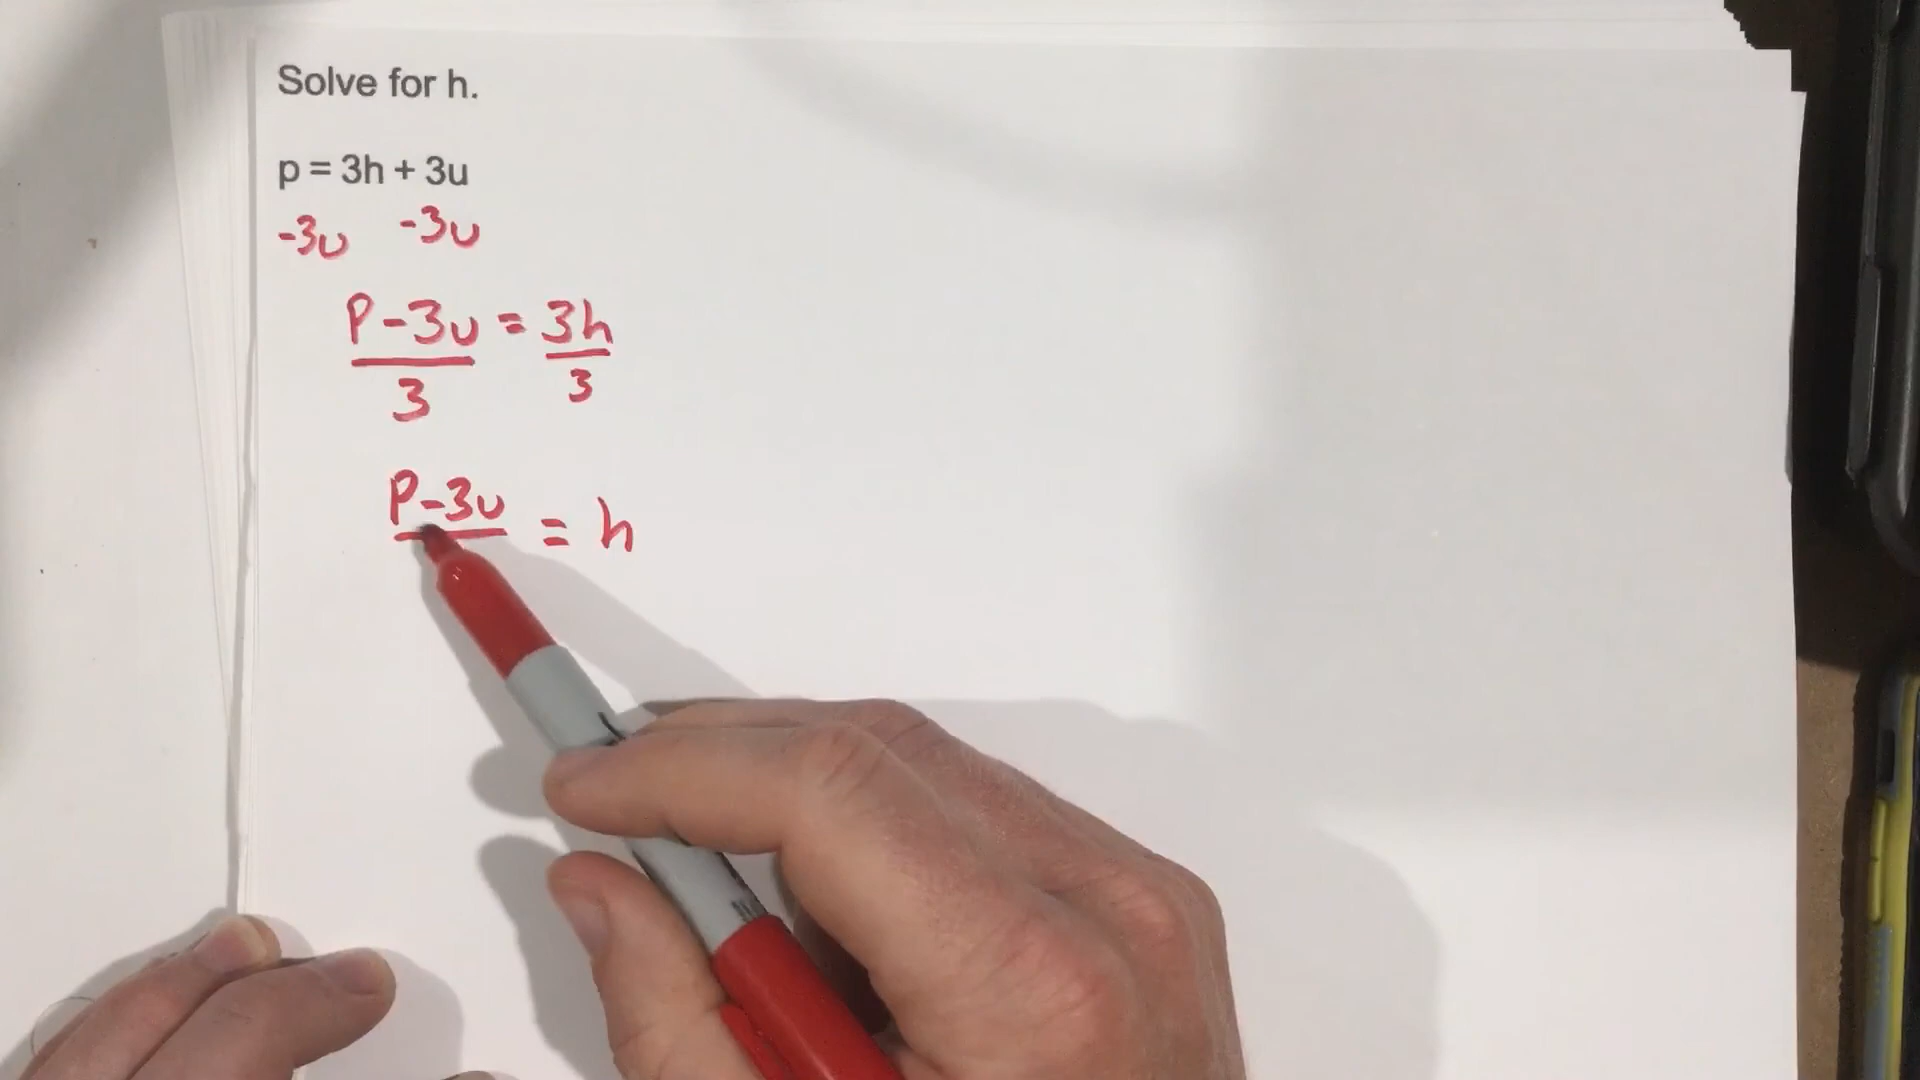 Solve for h.
p = 3h + 3u
-3u -3u
P-3u = 3h
3 3
P-3u = h